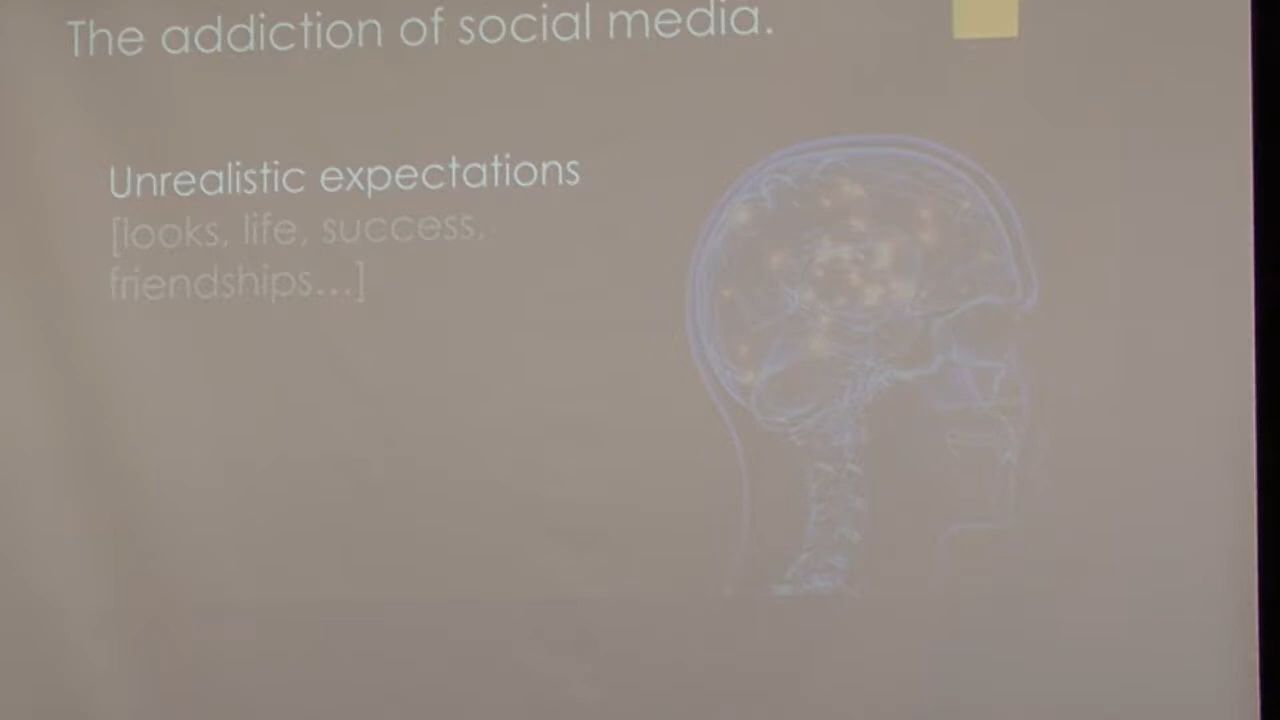 The addiction of social media.
Unrealistic expectations
[looks, life, success,
friendships...]